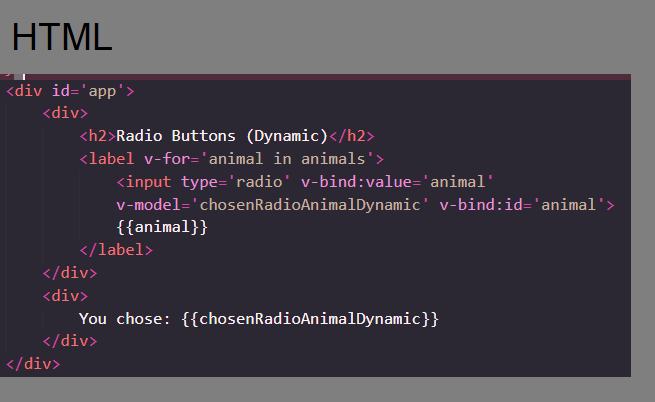 HTML
<div id='app'>
<div>
<h2>Radio Buttons (Dynamic)</h2>
<label v-for='animal in animals'>
<input type='radio' v-bind:value='animal'
v-model='chosenRadioAnimalDynamic' v-bind:id='animal'>
{{animal}}
</label>
</div>
<div>
You chose: {{chosenRadioAnimalDynamic}}
</div>
</div>